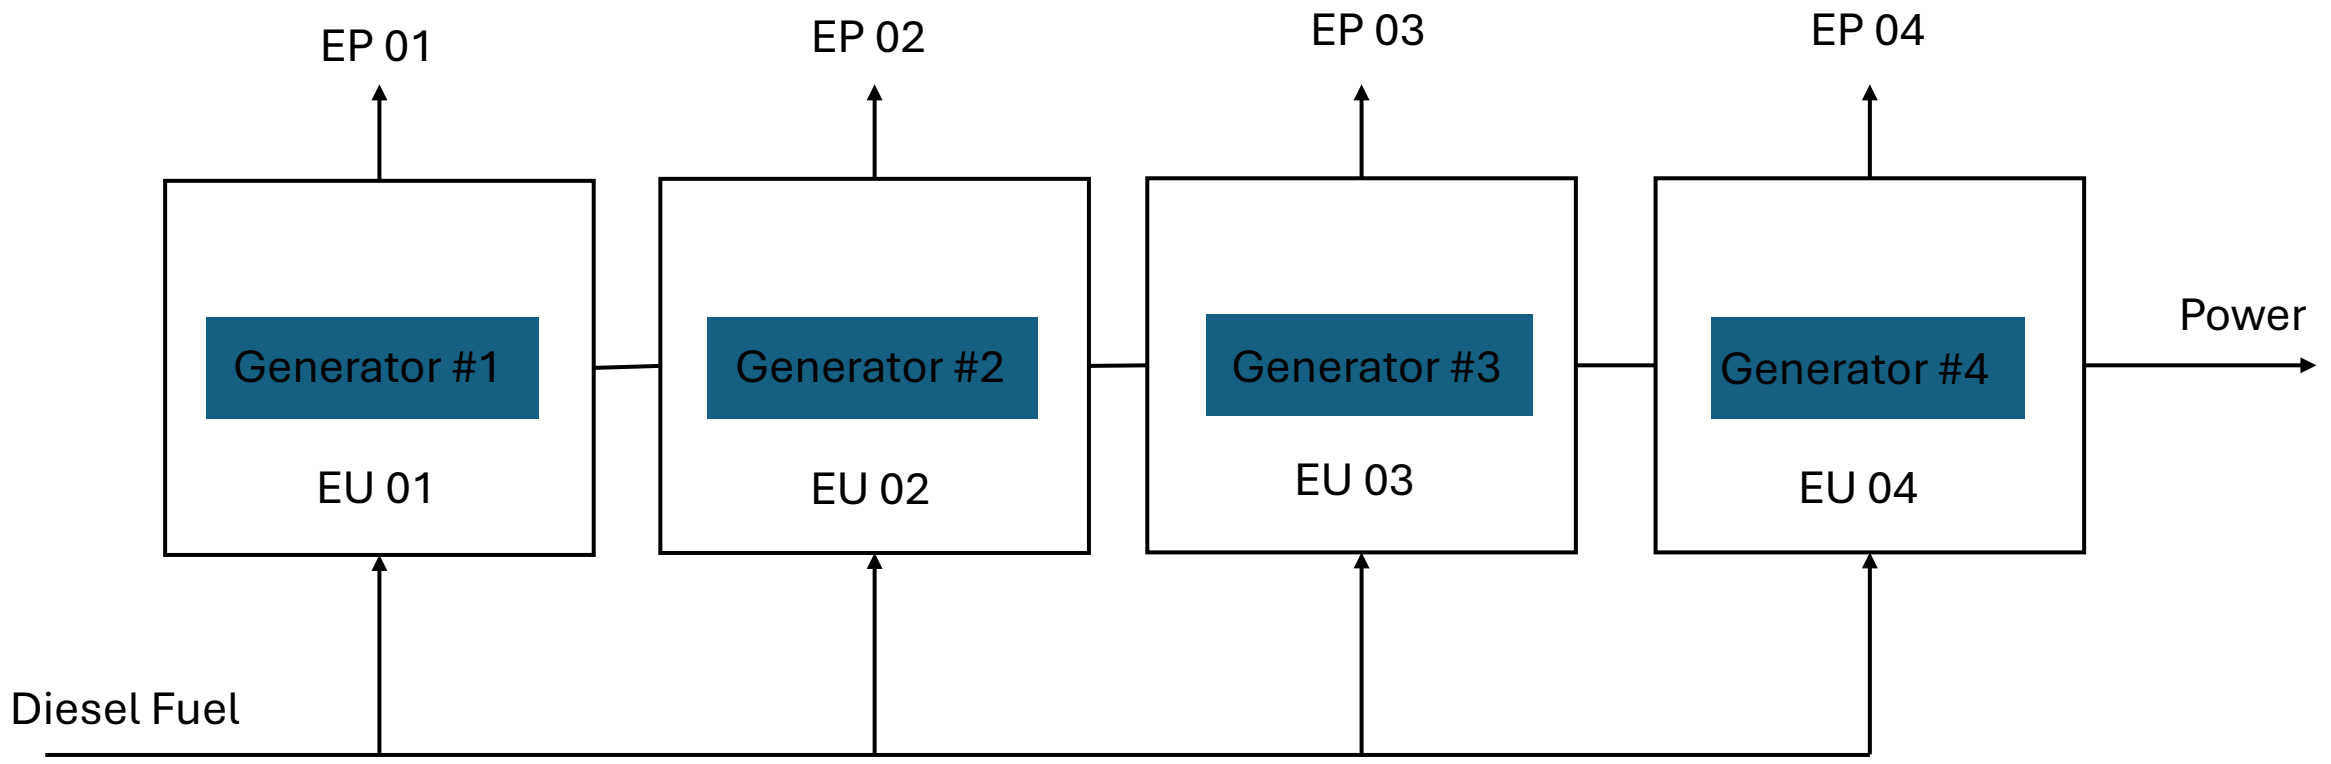 EP 01
EP 02
EP 03
EP 04
Power
Generator #1
Generator #2
Generator #3
Generator #4
EU 01
EU 02
EU 03
EU 04
Diesel Fuel